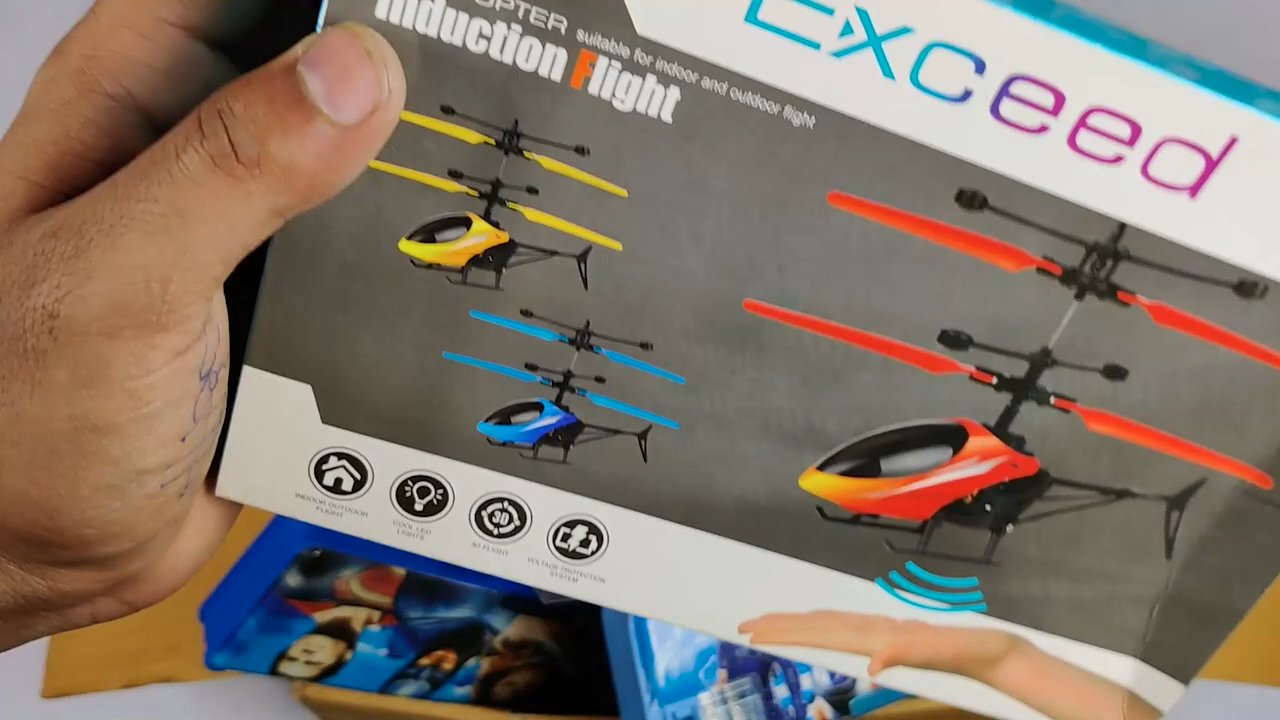 Exceed
suitable for indoor and outdoor flight
Induction Flight
INDOOR OUTDOOR
FLIGHT
COOL LED
LIGHTS
3D
3D FLIGHT
VOLTAGE PROTECTION
SYSTEM